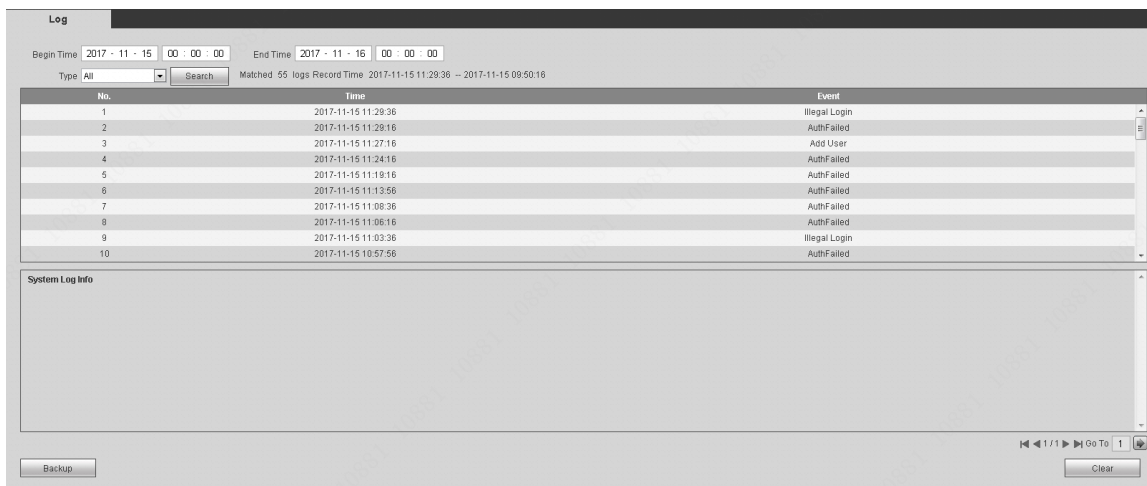 Log
Begin Time 2017 - 11 - 15 00 : 00 : 00 End Time 2017 - 11 - 16 00 : 00 : 00
Type All Search Matched 55 logs Record Time 2017-11-15 11:29:36 -- 2017-11-15 09:50:16
No. Time Event
1 2017-11-15 11:29:36 Illegal Login
2 2017-11-15 11:29:16 AuthFailed
3 2017-11-15 11:27:16 Add User
4 2017-11-15 11:24:16 AuthFailed
5 2017-11-15 11:19:16 AuthFailed
6 2017-11-15 11:13:56 AuthFailed
7 2017-11-15 11:08:36 AuthFailed
8 2017-11-15 11:06:16 AuthFailed
9 2017-11-15 11:03:36 Illegal Login
10 2017-11-15 10:57:56 AuthFailed
System Log Info
1 / 1 Go To 1
Backup Clear